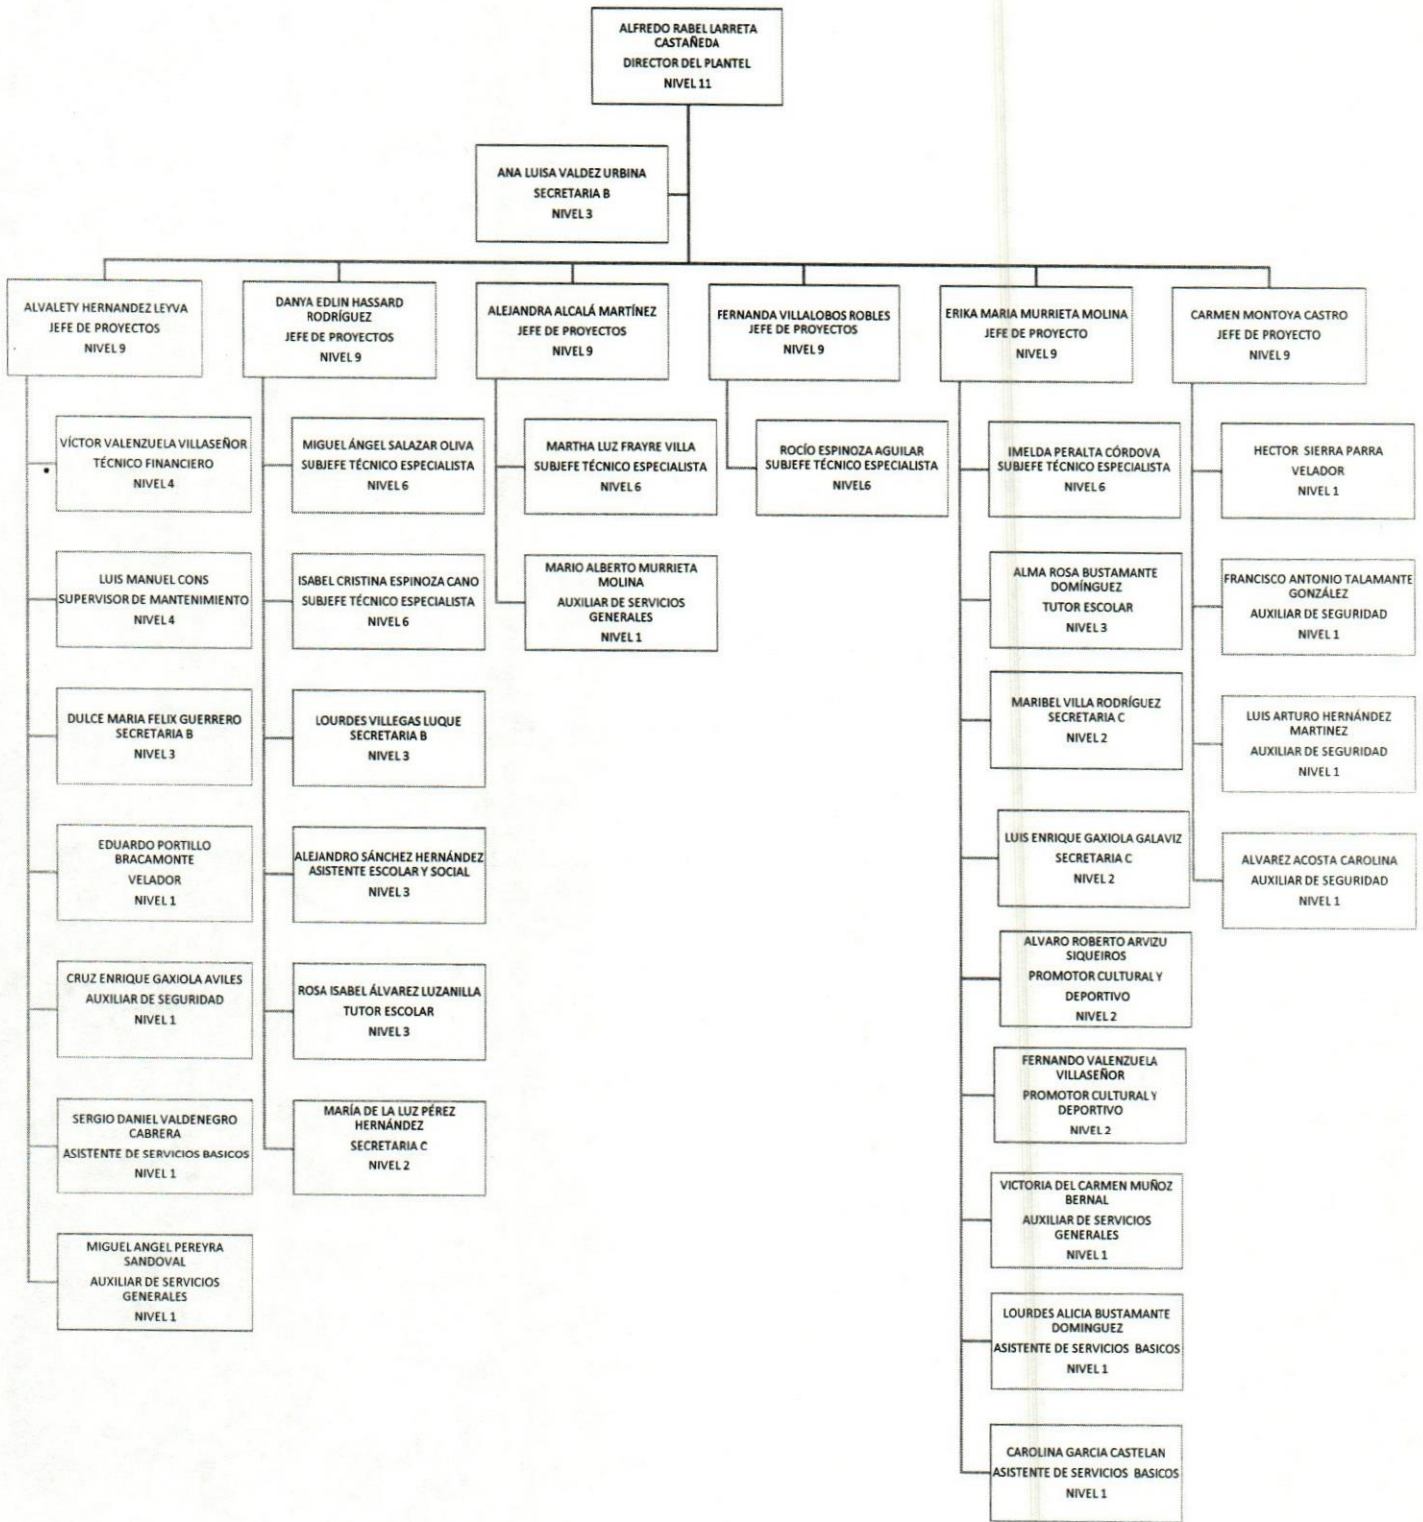 ALFREDO RABEL LARRETA
CASTAÑEDA
DIRECTOR DEL PLANTEL
NIVEL 11
ANA LUISA VALDEZ URBINA
SECRETARIA B
NIVEL 3
ALVALETY HERNANDEZ LEYVA
JEFE DE PROYECTOS
NIVEL 9
DANYA EDLIN HASSARD
RODRÍGUEZ
JEFE DE PROYECTOS
NIVEL 9
ALEJANDRA ALCALÁ MARTÍNEZ
JEFE DE PROYECTOS
NIVEL 9
FERNANDA VILLALOBOS ROBLES
JEFE DE PROYECTOS
NIVEL 9
ERIKA MARIA MURRIETA MOLINA
JEFE DE PROYECTO
NIVEL 9
CARMEN MONTOYA CASTRO
JEFE DE PROYECTO
NIVEL 9
VÍCTOR VALENZUELA VILLASEÑOR
TÉCNICO FINANCIERO
NIVEL 4
LUIS MANUEL CONS
SUPERVISOR DE MANTENIMIENTO
NIVEL 4
DULCE MARIA FELIX GUERRERO
SECRETARIA B
NIVEL 3
EDUARDO PORTILLO
BRACAMONTE
VELADOR
NIVEL 1
CRUZ ENRIQUE GAXIOLA AVILES
AUXILIAR DE SEGURIDAD
NIVEL 1
SERGIO DANIEL VALDENEGRO
CABRERA
ASISTENTE DE SERVICIOS BASICOS
NIVEL 1
MIGUEL ANGEL PEREYRA
SANDOVAL
AUXILIAR DE SERVICIOS
GENERALES
NIVEL 1
MIGUEL ÁNGEL SALAZAR OLIVA
SUBJEFE TÉCNICO ESPECIALISTA
NIVEL 6
ISABEL CRISTINA ESPINOZA CANO
SUBJEFE TÉCNICO ESPECIALISTA
NIVEL 6
LOURDES VILLEGAS LUQUE
SECRETARIA B
NIVEL 3
ALEJANDRO SÁNCHEZ HERNÁNDEZ
ASISTENTE ESCOLAR Y SOCIAL
NIVEL 3
ROSA ISABEL ÁLVAREZ LUZANILLA
TUTOR ESCOLAR
NIVEL 3
MARÍA DE LA LUZ PÉREZ
HERNÁNDEZ
SECRETARIA C
NIVEL 2
MARTHA LUZ FRAYRE VILLA
SUBJEFE TÉCNICO ESPECIALISTA
NIVEL 6
MARIO ALBERTO MURRIETA
MOLINA
AUXILIAR DE SERVICIOS
GENERALES
NIVEL 1
ROCÍO ESPINOZA AGUILAR
SUBJEFE TÉCNICO ESPECIALISTA
NIVEL6
IMELDA PERALTA CÓRDOVA
SUBJEFE TÉCNICO ESPECIALISTA
NIVEL 6
ALMA ROSA BUSTAMANTE
DOMÍNGUEZ
TUTOR ESCOLAR
NIVEL 3
MARIBEL VILLA RODRÍGUEZ
SECRETARIA C
NIVEL 2
LUIS ENRIQUE GAXIOLA GALAVIZ
SECRETARIA C
NIVEL 2
ALVARO ROBERTO ARVIZU
SIQUEIROS
PROMOTOR CULTURAL Y
DEPORTIVO
NIVEL 2
FERNANDO VALENZUELA
VILLASEÑOR
PROMOTOR CULTURAL Y
DEPORTIVO
NIVEL 2
VICTORIA DEL CARMEN MUÑOZ
BERNAL
AUXILIAR DE SERVICIOS
GENERALES
NIVEL 1
LOURDES ALICIA BUSTAMANTE
DOMINGUEZ
ASISTENTE DE SERVICIOS BASICOS
NIVEL 1
CAROLINA GARCIA CASTELAN
ASISTENTE DE SERVICIOS BASICOS
NIVEL 1
HECTOR SIERRA PARRA
VELADOR
NIVEL 1
FRANCISCO ANTONIO TALAMANTE
GONZÁLEZ
AUXILIAR DE SEGURIDAD
NIVEL 1
LUIS ARTURO HERNÁNDEZ
MARTINEZ
AUXILIAR DE SEGURIDAD
NIVEL 1
ALVAREZ ACOSTA CAROLINA
AUXILIAR DE SEGURIDAD
NIVEL 1